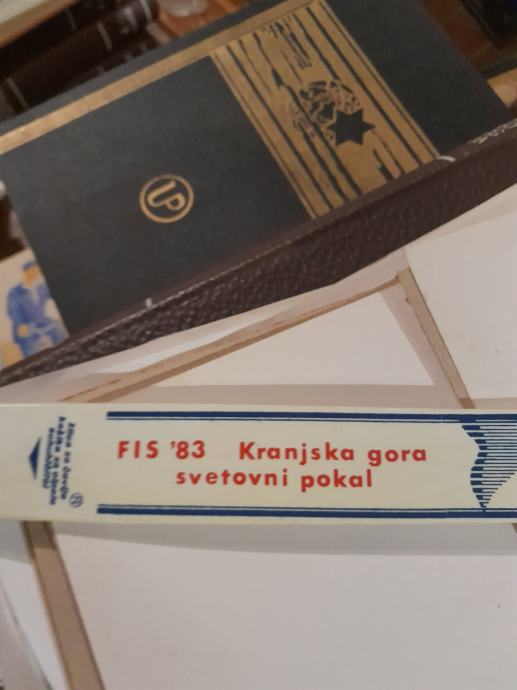 UP
FIS '83 Kranjska gora
svetovni pokal